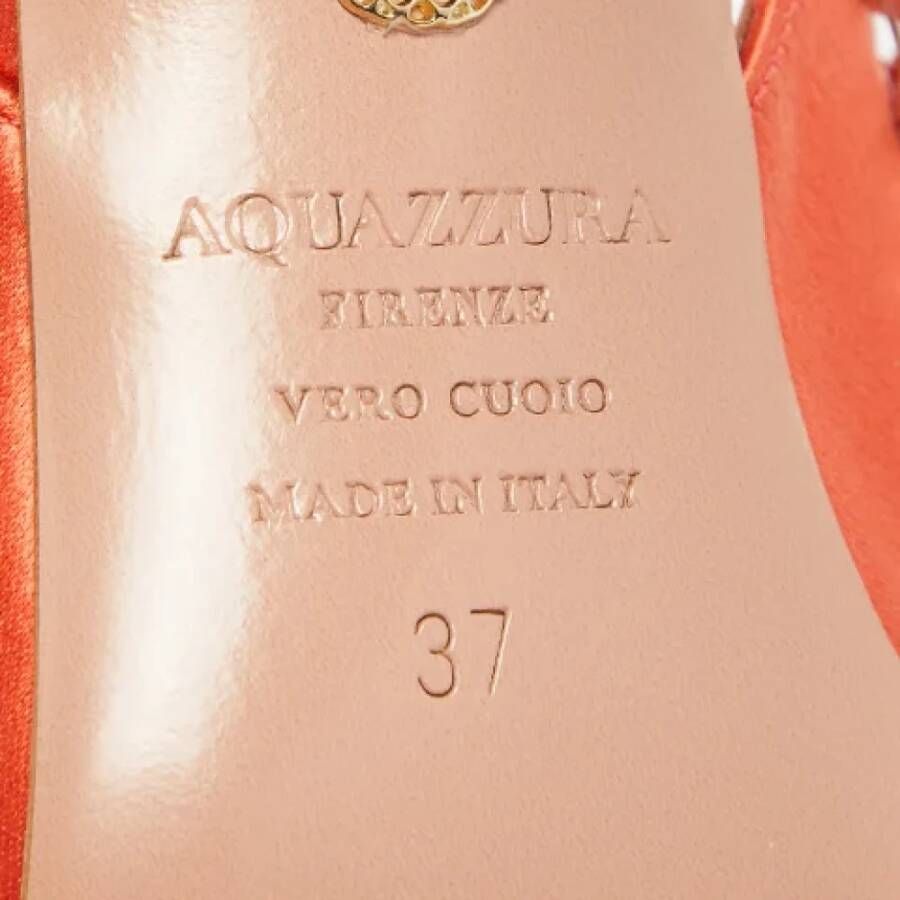 AQUAZZURA
FIRENZE
VERO CUOIO
MADE IN ITALY
37